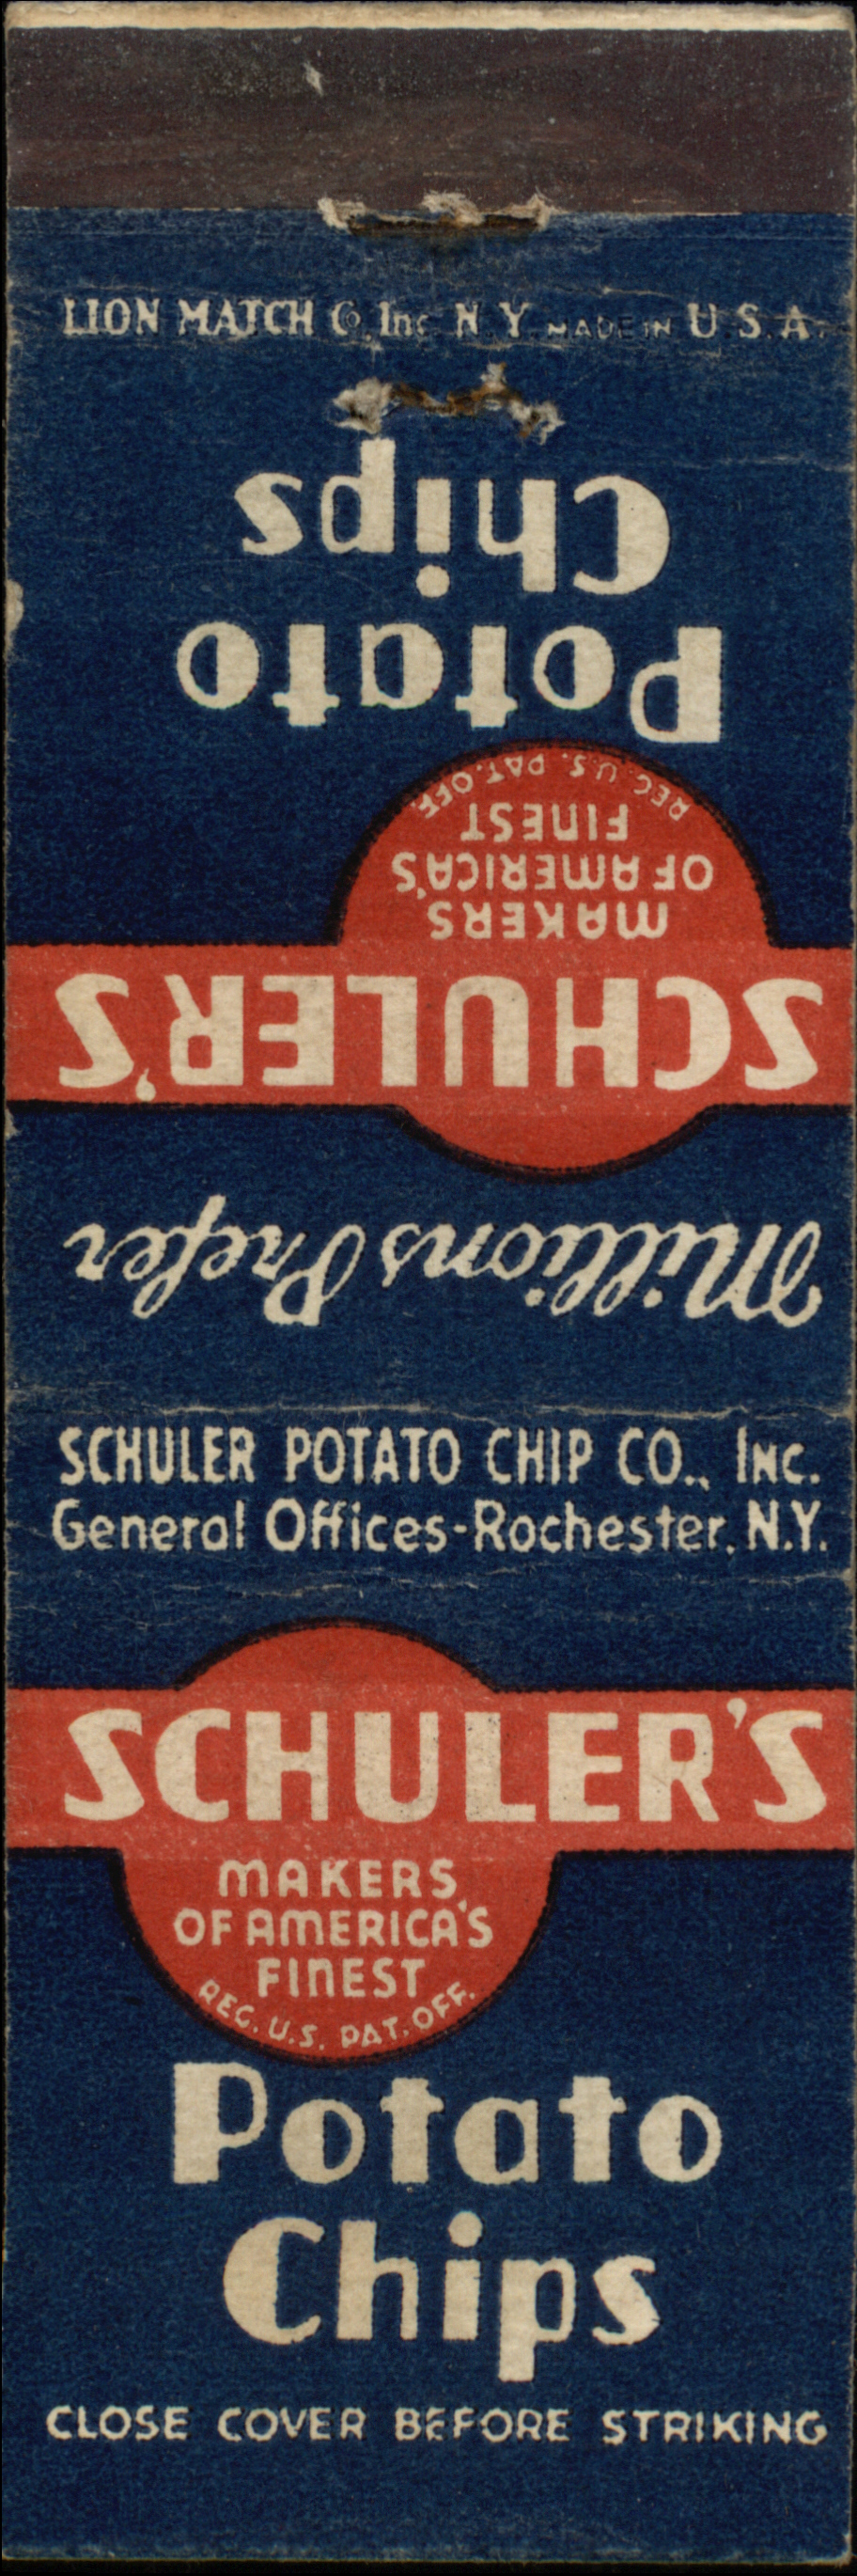 LION MATCH Co. Inc. N.Y. MADE IN U.S.A.
Millions Prefer
SCHULER'S
MAKERS
OF AMERICA'S
FINEST
REG. U.S. PAT. OFF.
Potato
Chips
SCHULER POTATO CHIP CO., INC.
General Offices-Rochester, N.Y.
SCHULER'S
MAKERS
OF AMERICA'S
FINEST
REG. U.S. PAT. OFF.
Potato
Chips
CLOSE COVER BEFORE STRIKING